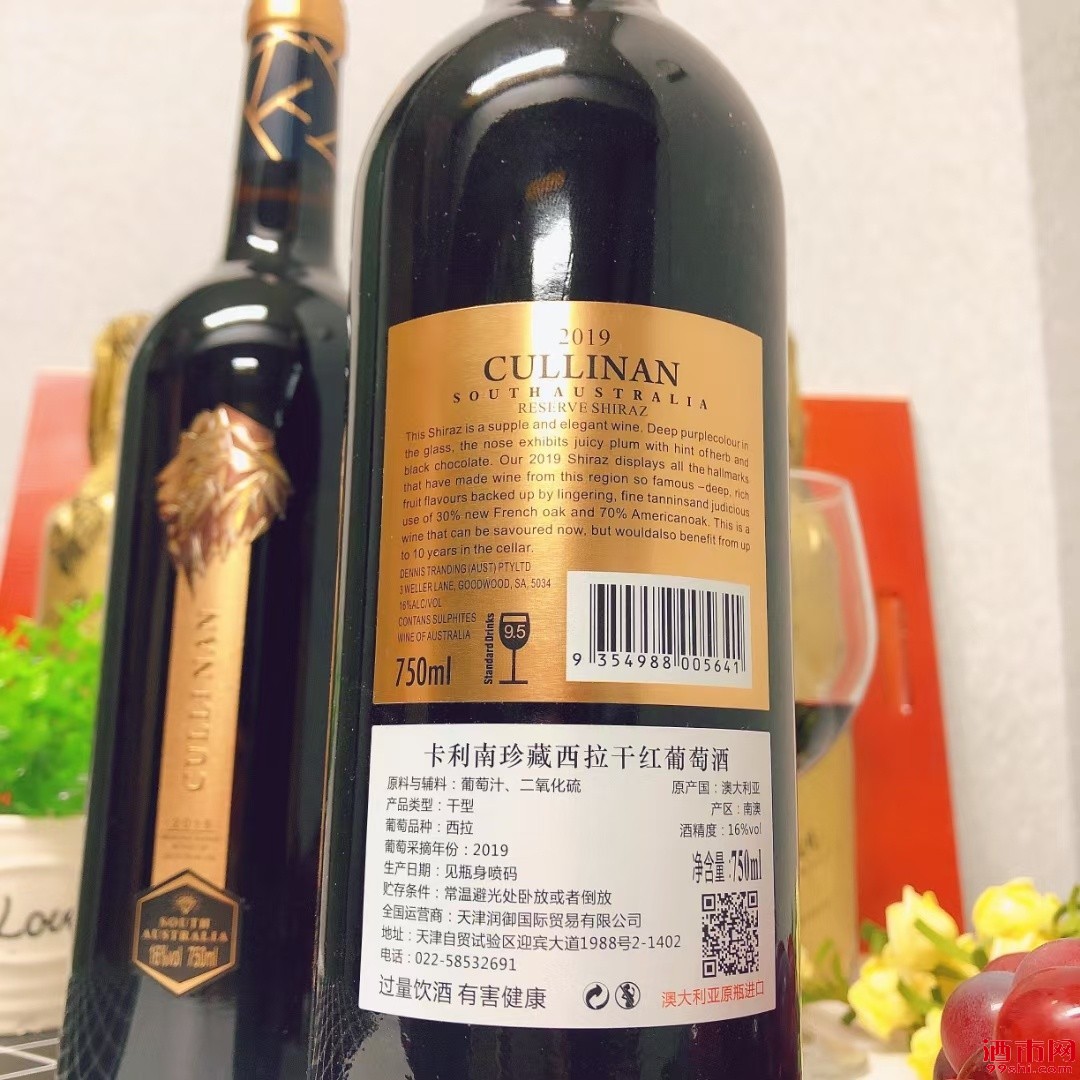 2019
CULLINAN
SOUTH AUSTRALIA
RESERVE SHIRAZ
This Shiraz is a supple and elegant wine. Deep purplecolour in
the glass, the nose exhibits juicy plum with hint of herb and
black chocolate. Our 2019 Shiraz displays all the hallmarks
that have made wine from this region so famous –deep, rich
fruit flavours backed up by lingering, fine tanninsand judicious
use of 30% new French oak and 70% Americanoak. This is a
wine that can be savoured now, but wouldalso benefit from up
to 10 years in the cellar.
DENNIS TRANDING (AUST) PTYLTD
3 WELLER LANE, GOODWOOD, SA, 5034
16%ALC/VOL
CONTANS SULPHITES
WINE OF AUSTRALIA
750ml
Standard Drinks
9.5
9 354988 005641
卡利南珍藏西拉干红葡萄酒
原料与辅料：葡萄汁、二氧化硫
原产国：澳大利亚
产品类型：干型
产区：南澳
葡萄品种：西拉
酒精度：16%vol
葡萄采摘年份：2019
净含量:750ml
生产日期：见瓶身喷码
贮存条件：常温避光处卧放或者倒放
全国运营商：天津润御国际贸易有限公司
地址：天津自贸试验区迎宾大道1988号2-1402
电话：022-58532691
过量饮酒 有害健康
澳大利亚原瓶进口
CULLINAN
2019
SOUTH
AUSTRALIA
16%vol 750ml
Love
酒市网
99shi.com